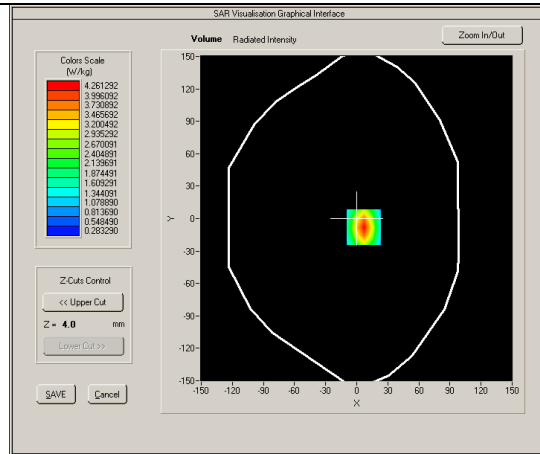 SAR Visualisation Graphical Interface
Volume Radiated Intensity
Zoom In/Out
Colors Scale
(W/kg)
4.261292
3.996092
3.730892
3.465692
3.200492
2.935292
2.670091
2.404891
2.139691
1.874491
1.609291
1.344091
1.078890
0.813690
0.548490
0.283290
Z-Cuts Control
<< Upper Cut
Z = 4.0 mm
Lower Cut >>
SAVE Cancel
150-
120-
90-
60-
30-
Y 0-
-30-
-60-
-90-
-120-
-150-
-150 -120 -90 -60 -30 0 30 60 90 120 150
X